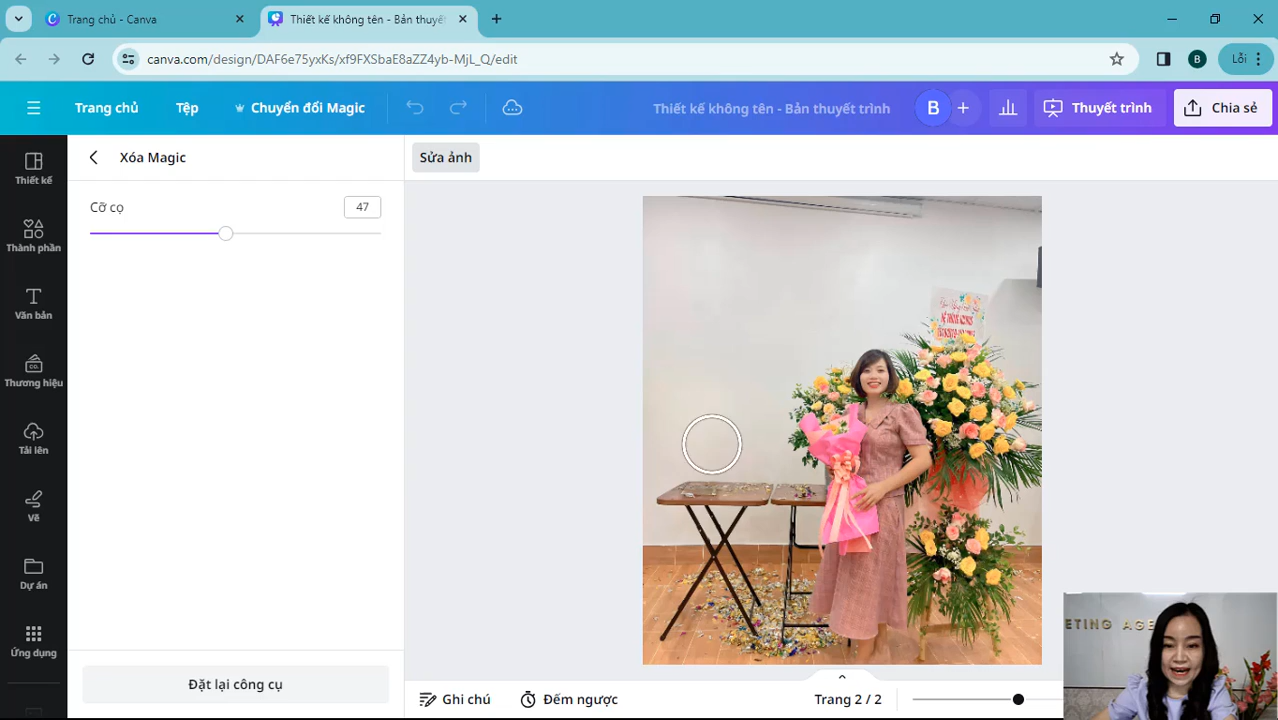 Trang chủ - Canva
Thiết kế không tên - Bản thuyết
canva.com/design/DAF6e75yxKs/xf9FXSbaE8aZZ4yb-MjL_Q/edit
B
Lỗi
Trang chủ
Tệp
Chuyển đổi Magic
Thiết kế không tên - Bản thuyết trình
B
Thuyết trình
Chia sẻ
Thiết kế
Thành phần
Văn bản
Thương hiệu
Tải lên
Vẽ
Dự án
Ứng dụng
Xóa Magic
Cỡ cọ
47
Đặt lại công cụ
Sửa ảnh
Ghi chú
Đếm ngược
Trang 2 / 2